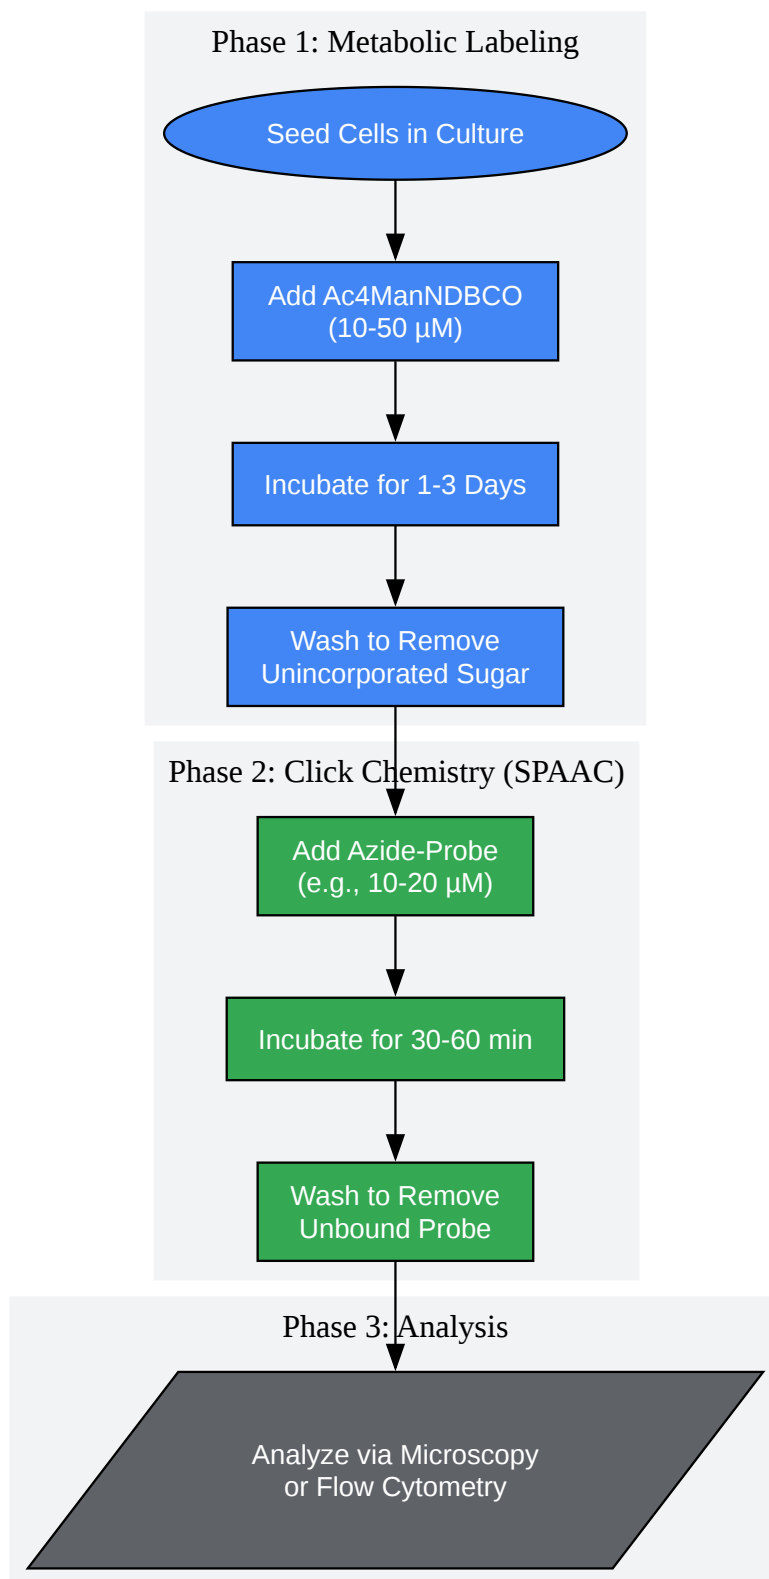 Phase 1: Metabolic Labeling
Seed Cells in Culture
Add Ac4ManNDBCO
(10-50 µM)
Incubate for 1-3 Days
Wash to Remove
Unincorporated Sugar
Phase 2: Click Chemistry (SPAAC)
Add Azide-Probe
(e.g., 10-20 µM)
Incubate for 30-60 min
Wash to Remove
Unbound Probe
Phase 3: Analysis
Analyze via Microscopy
or Flow Cytometry